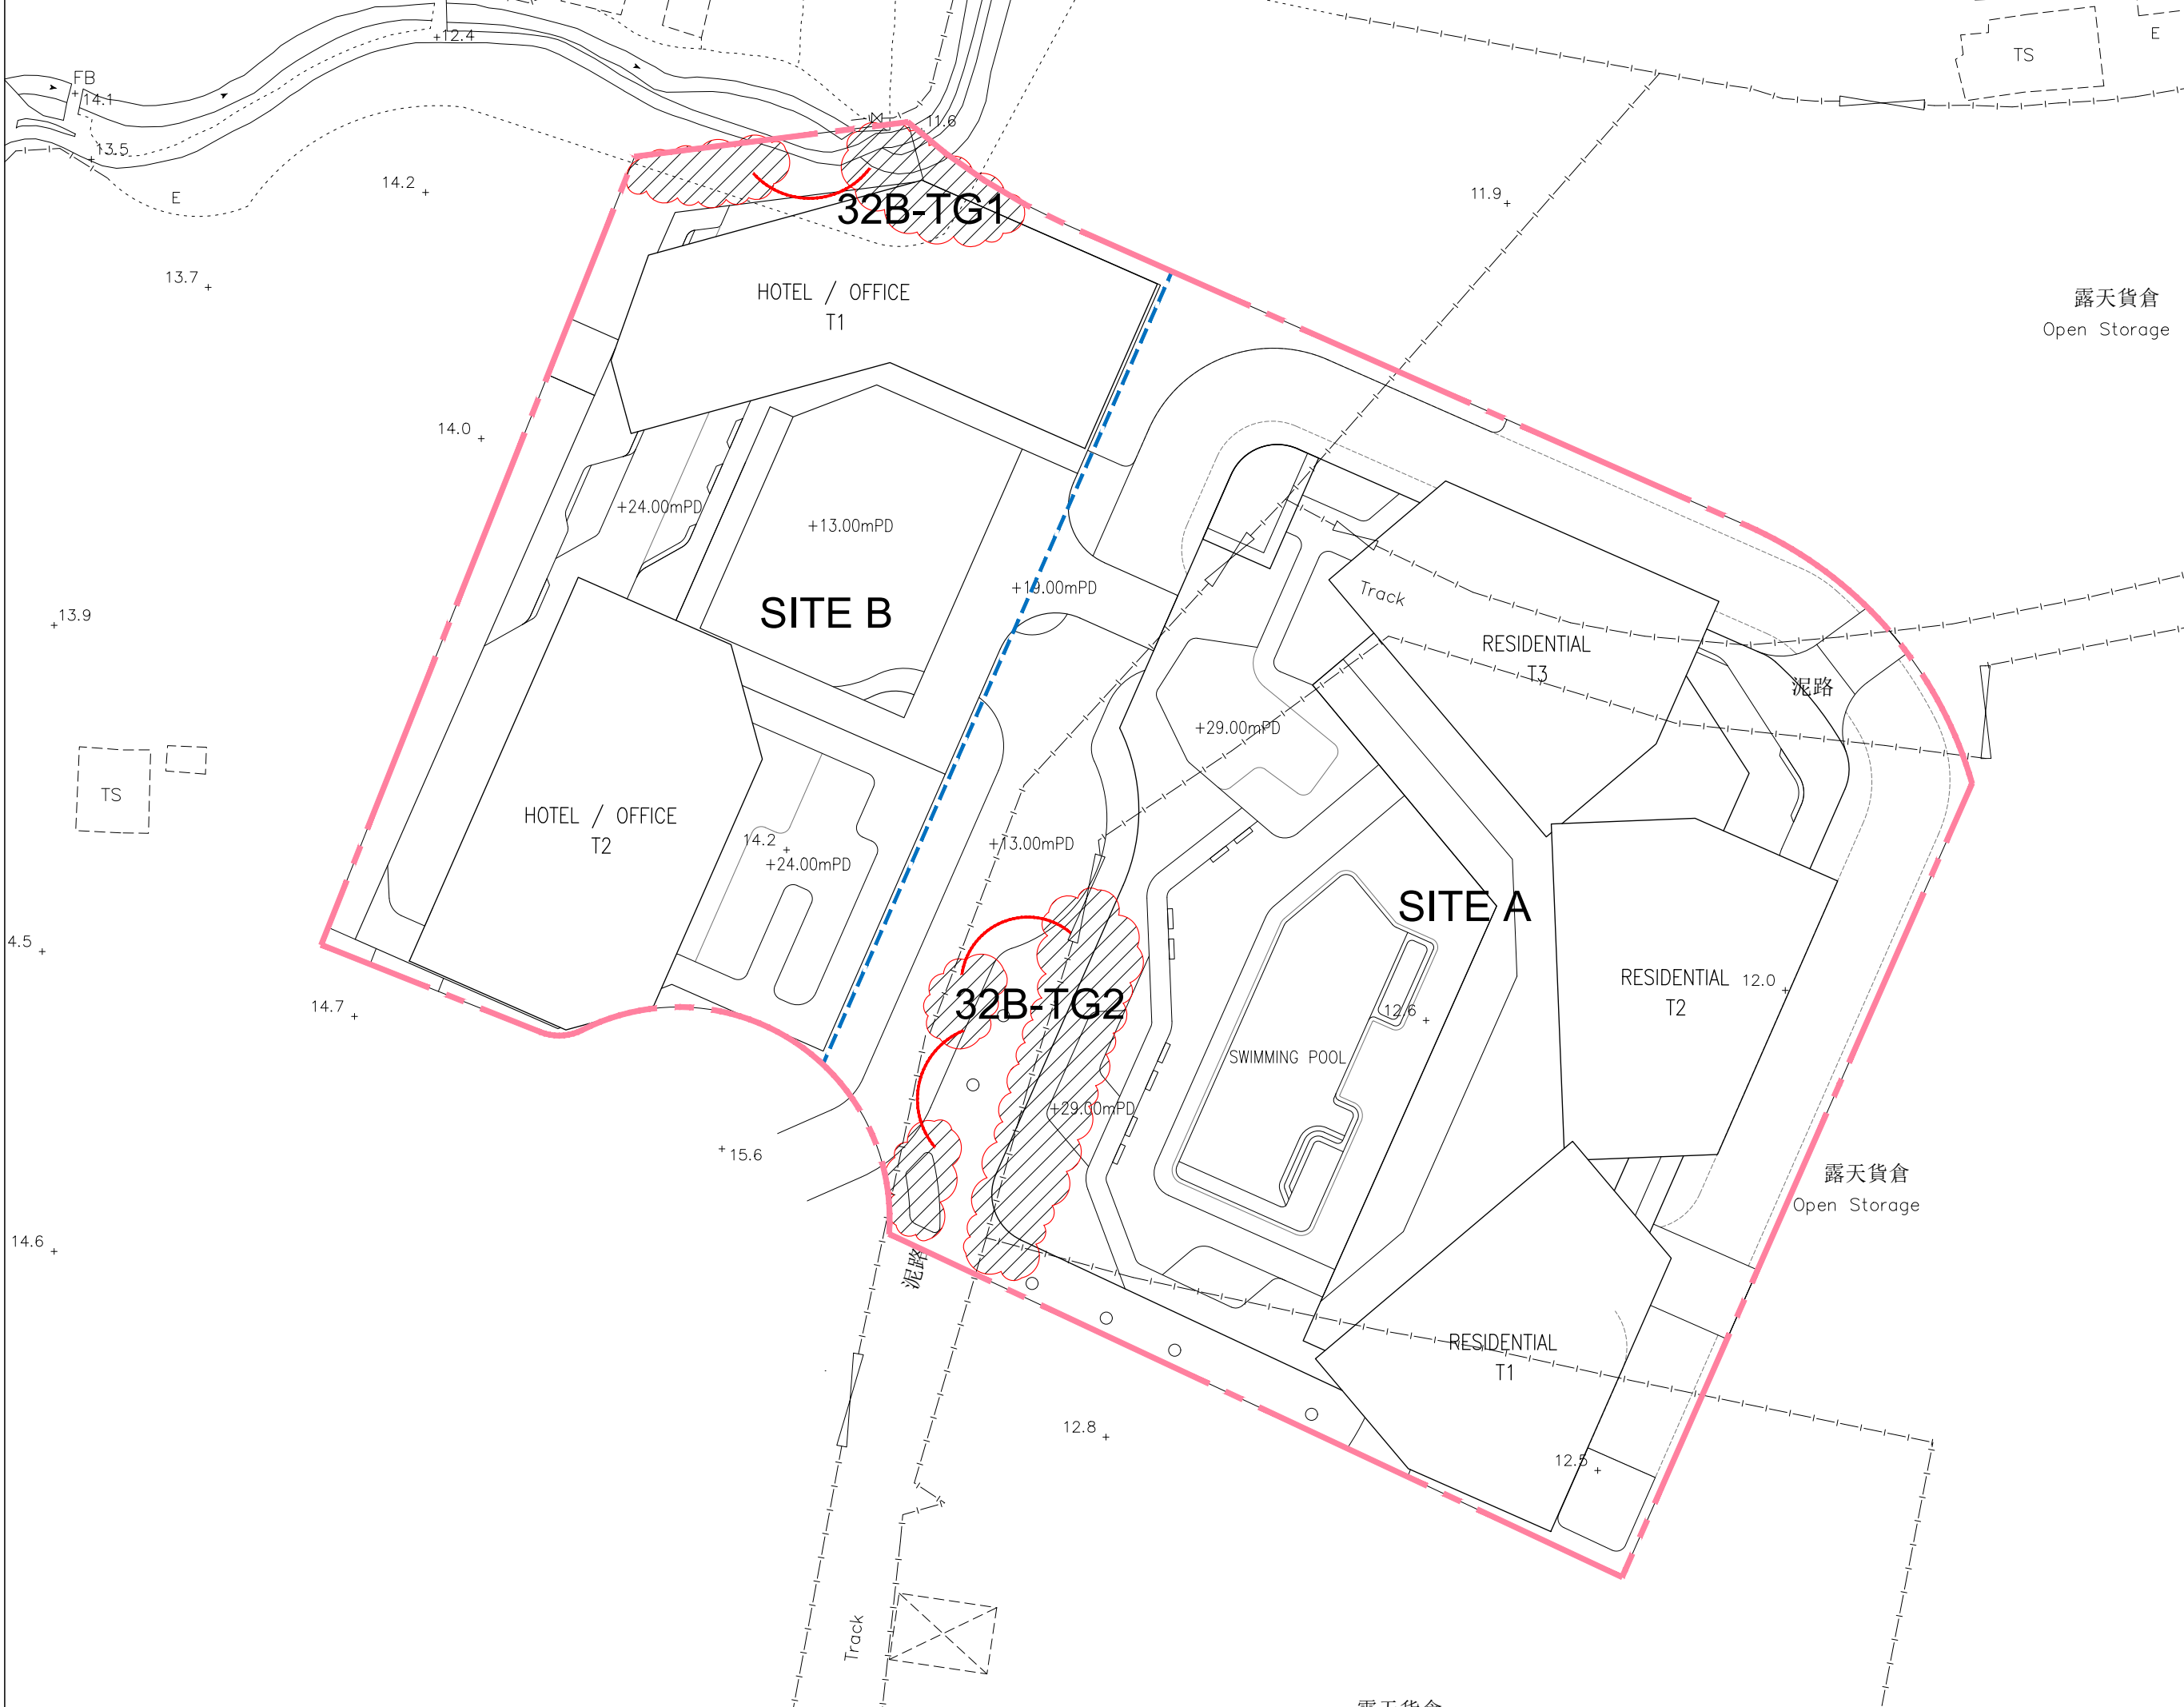 12.4
TS
E
FB
14.1
11.6
13.5
E
14.2
11.9
32B-TG1
13.7
HOTEL / OFFICE
T1
露天貨倉
Open Storage
14.0
+24.00mPD
+13.00mPD
+19.00mPD
Track
13.9
SITE B
RESIDENTIAL
T3
泥路
+29.00mPD
TS
HOTEL / OFFICE
T2
14.2
+24.00mPD
+13.00mPD
SITE A
4.5
RESIDENTIAL
T2
12.0
14.7
32B-TG2
12.6
SWIMMING POOL
+29.00mPD
15.6
露天貨倉
Open Storage
14.6
泥路
RESIDENTIAL
T1
12.8
12.5
Track